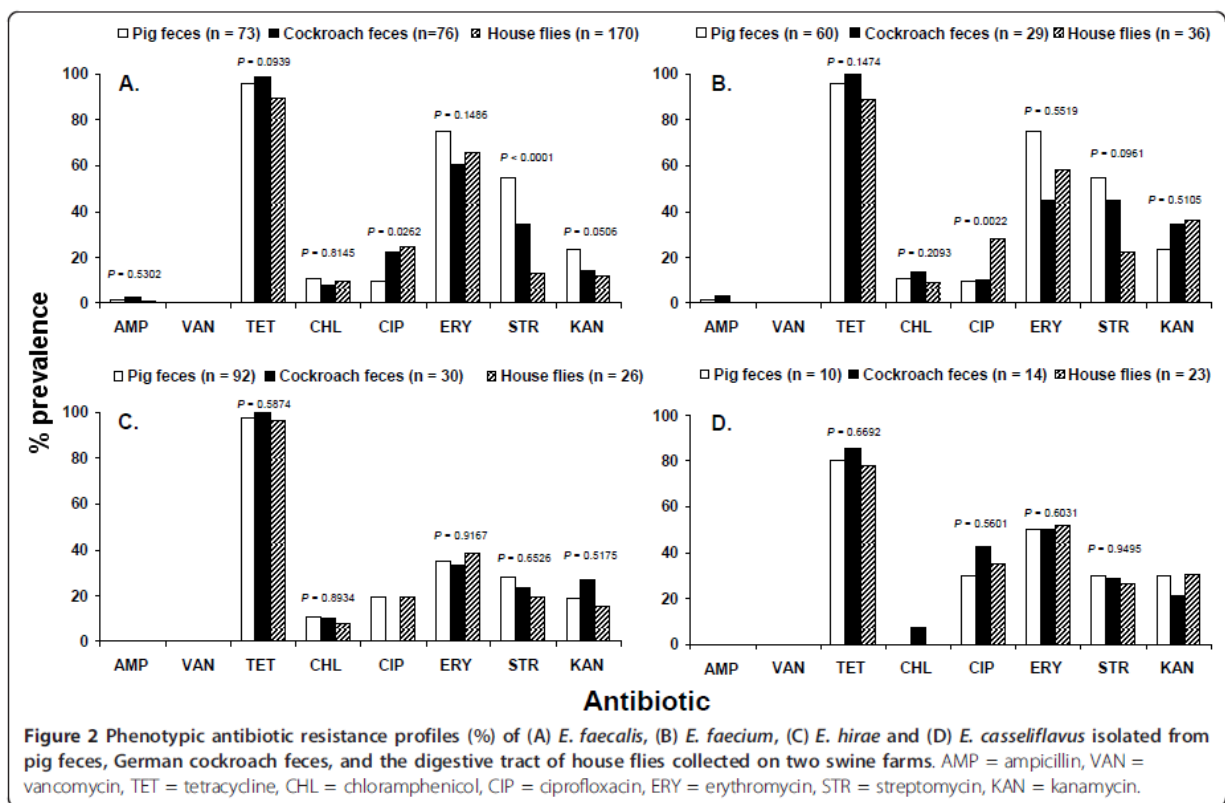 Pig feces (n = 73) Cockroach feces (n=76) House flies (n = 170)
P = 0.0939
A.
P = 0.1486
P < 0.0001
P = 0.0262
P = 0.0506
P = 0.8145
P = 0.5302
100
80
60
40
20
0
AMP VAN TET CHL CIP ERY STR KAN
Pig feces (n = 60) Cockroach feces (n = 29) House flies (n = 36)
P = 0.1474
B.
P = 0.5519
P = 0.0961
P = 0.0022
P = 0.5105
P = 0.2093
100
80
60
40
20
0
AMP VAN TET CHL CIP ERY STR KAN
% prevalence
Pig feces (n = 92) Cockroach feces (n = 30) House flies (n = 26)
P = 0.5874
C.
P = 0.9167
P = 0.6526
P = 0.5175
P = 0.8934
100
80
60
40
20
0
AMP VAN TET CHL CIP ERY STR KAN
Pig feces (n = 10) Cockroach feces (n = 14) House flies (n = 23)
D.
P = 0.6692
P = 0.5601
P = 0.6031
P = 0.9495
100
80
60
40
20
0
AMP VAN TET CHL CIP ERY STR KAN
Antibiotic
Figure 2 Phenotypic antibiotic resistance profiles (%) of (A) E. faecalis, (B) E. faecium, (C) E. hirae and (D) E. casseliflavus isolated from
pig feces, German cockroach feces, and the digestive tract of house flies collected on two swine farms. AMP = ampicillin, VAN =
vancomycin, TET = tetracycline, CHL = chloramphenicol, CIP = ciprofloxacin, ERY = erythromycin, STR = streptomycin, KAN = kanamycin.